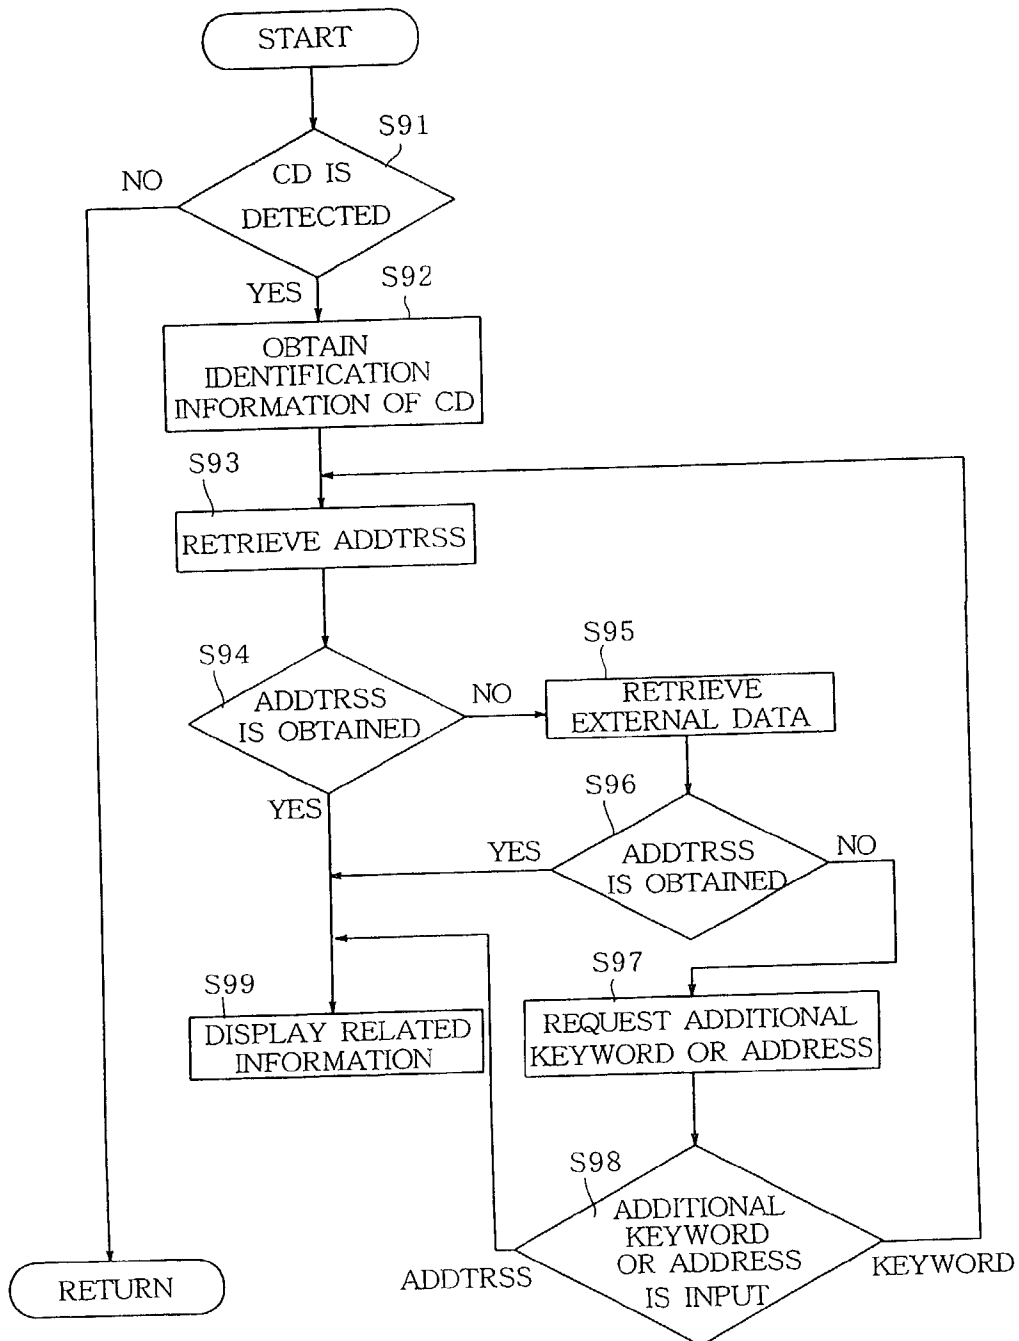 START
S91
NO
CD IS
DETECTED
YES
S92
OBTAIN
IDENTIFICATION
INFORMATION OF CD
S93
RETRIEVE ADDTRSS
S94
ADDTRSS
IS OBTAINED
NO
S95
RETRIEVE
EXTERNAL DATA
YES
S96
YES
ADDTRSS
IS OBTAINED
NO
S97
S99
DISPLAY RELATED
INFORMATION
REQUEST ADDITIONAL
KEYWORD OR ADDRESS
S98
ADDITIONAL
KEYWORD
OR ADDRESS
IS INPUT
ADDTRSS
KEYWORD
RETURN